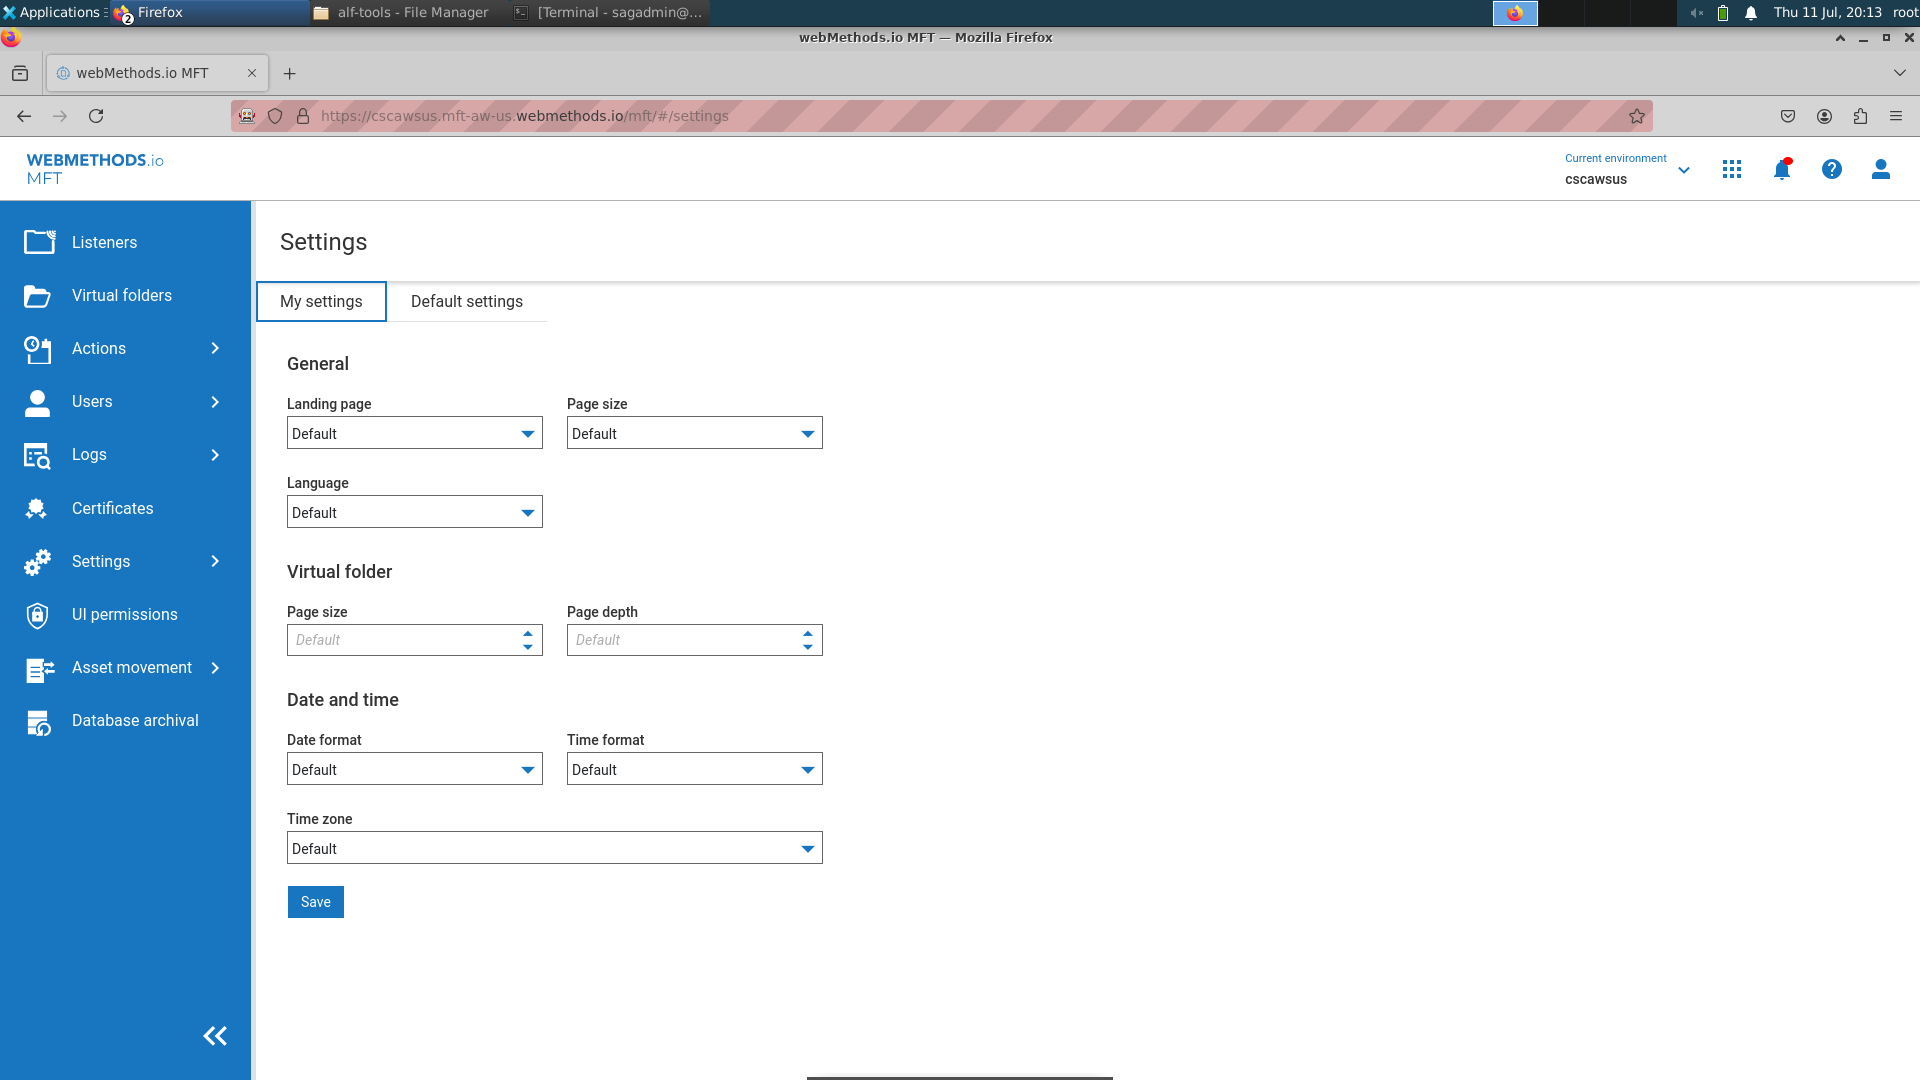 Applications
2
Firefox
alf-tools - File Manager
[Terminal - sagadmin@...
Thu 11 Jul, 20:13
root
webMethods.io MFT — Mozilla Firefox
webMethods.io MFT
https://cscawsus.mft-aw-us.webmethods.io/mft/#/settings
WEBMETHODS.io
MFT
Current environment
cscawsus
Listeners
Virtual folders
Actions
Users
Logs
Certificates
Settings
UI permissions
Asset movement
Database archival
Settings
My settings
Default settings
General
Landing page
Page size
Default
Default
Language
Default
Virtual folder
Page size
Page depth
Default
Default
Date and time
Date format
Time format
Default
Default
Time zone
Default
Save